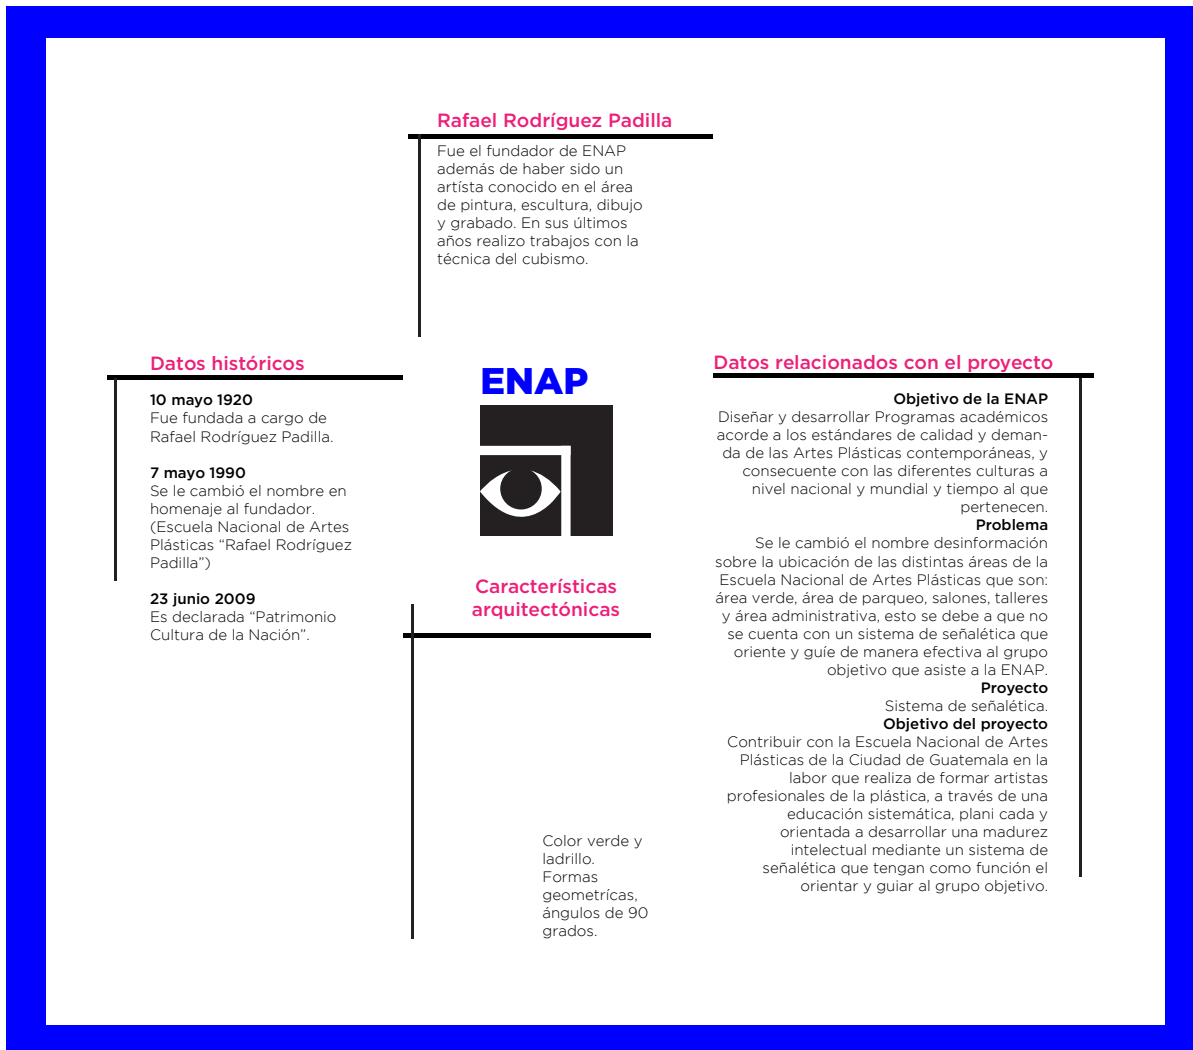 Rafael Rodríguez Padilla
Fue el fundador de ENAP
además de haber sido un
artísta conocido en el área
de pintura, escultura, dibujo
y grabado. En sus últimos
años realizo trabajos con la
técnica del cubismo.
Datos históricos
10 mayo 1920
Fue fundada a cargo de
Rafael Rodríguez Padilla.
7 mayo 1990
Se le cambió el nombre en
homenaje al fundador.
(Escuela Nacional de Artes
Plásticas “Rafael Rodríguez
Padilla”)
23 junio 2009
Es declarada “Patrimonio
Cultura de la Nación”.
ENAP
Características
arquitectónicas
Color verde y
ladrillo.
Formas
geometrícas,
ángulos de 90
grados.
Datos relacionados con el proyecto
Objetivo de la ENAP
Diseñar y desarrollar Programas académicos
acorde a los estándares de calidad y deman-
da de las Artes Plásticas contemporáneas, y
consecuente con las diferentes culturas a
nivel nacional y mundial y tiempo al que
pertenecen.
Problema
Se le cambió el nombre desinformación
sobre la ubicación de las distintas áreas de la
Escuela Nacional de Artes Plásticas que son:
área verde, área de parqueo, salones, talleres
y área administrativa, esto se debe a que no
se cuenta con un sistema de señalética que
oriente y guíe de manera efectiva al grupo
objetivo que asiste a la ENAP.
Proyecto
Sistema de señalética.
Objetivo del proyecto
Contribuir con la Escuela Nacional de Artes
Plásticas de la Ciudad de Guatemala en la
labor que realiza de formar artistas
profesionales de la plástica, a través de una
educación sistemática, plani cada y
orientada a desarrollar una madurez
intelectual mediante un sistema de
señalética que tengan como función el
orientar y guiar al grupo objetivo.